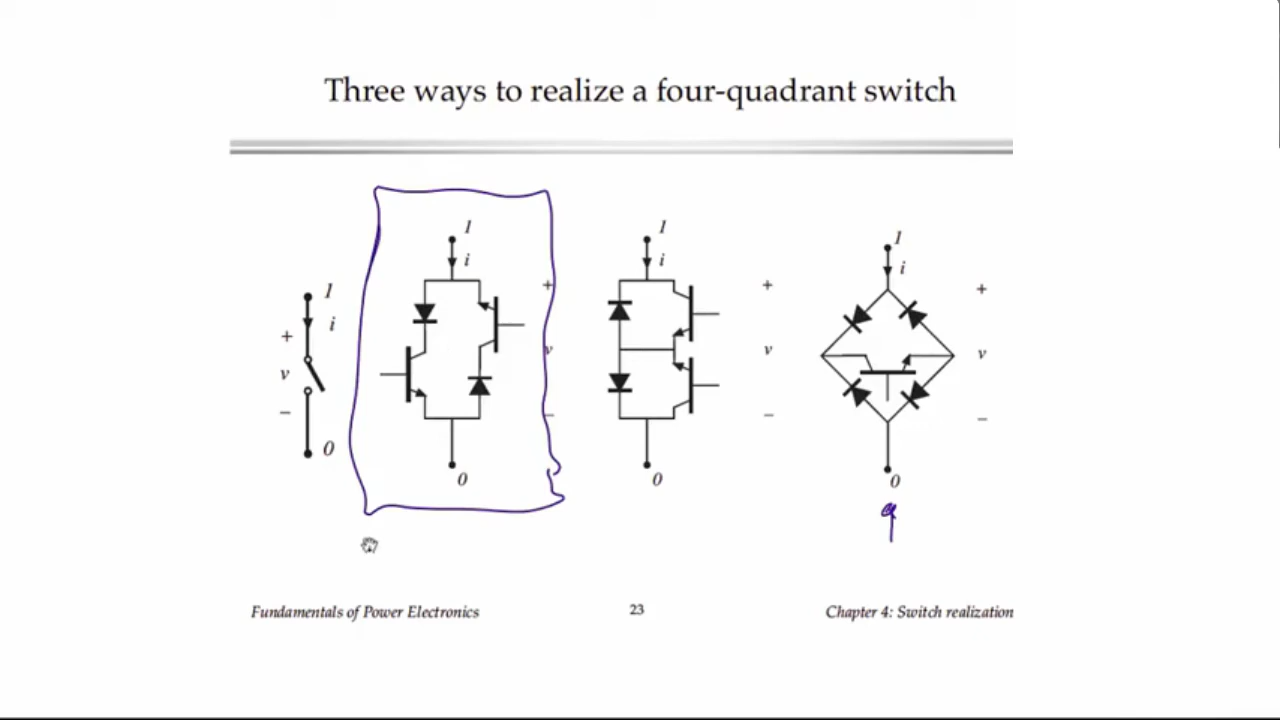 Three ways to realize a four-quadrant switch
1
i
+
v
–
0
1
i
+
v
–
0
1
i
+
v
–
0
1
i
+
v
–
0
q
Fundamentals of Power Electronics
23
Chapter 4: Switch realization